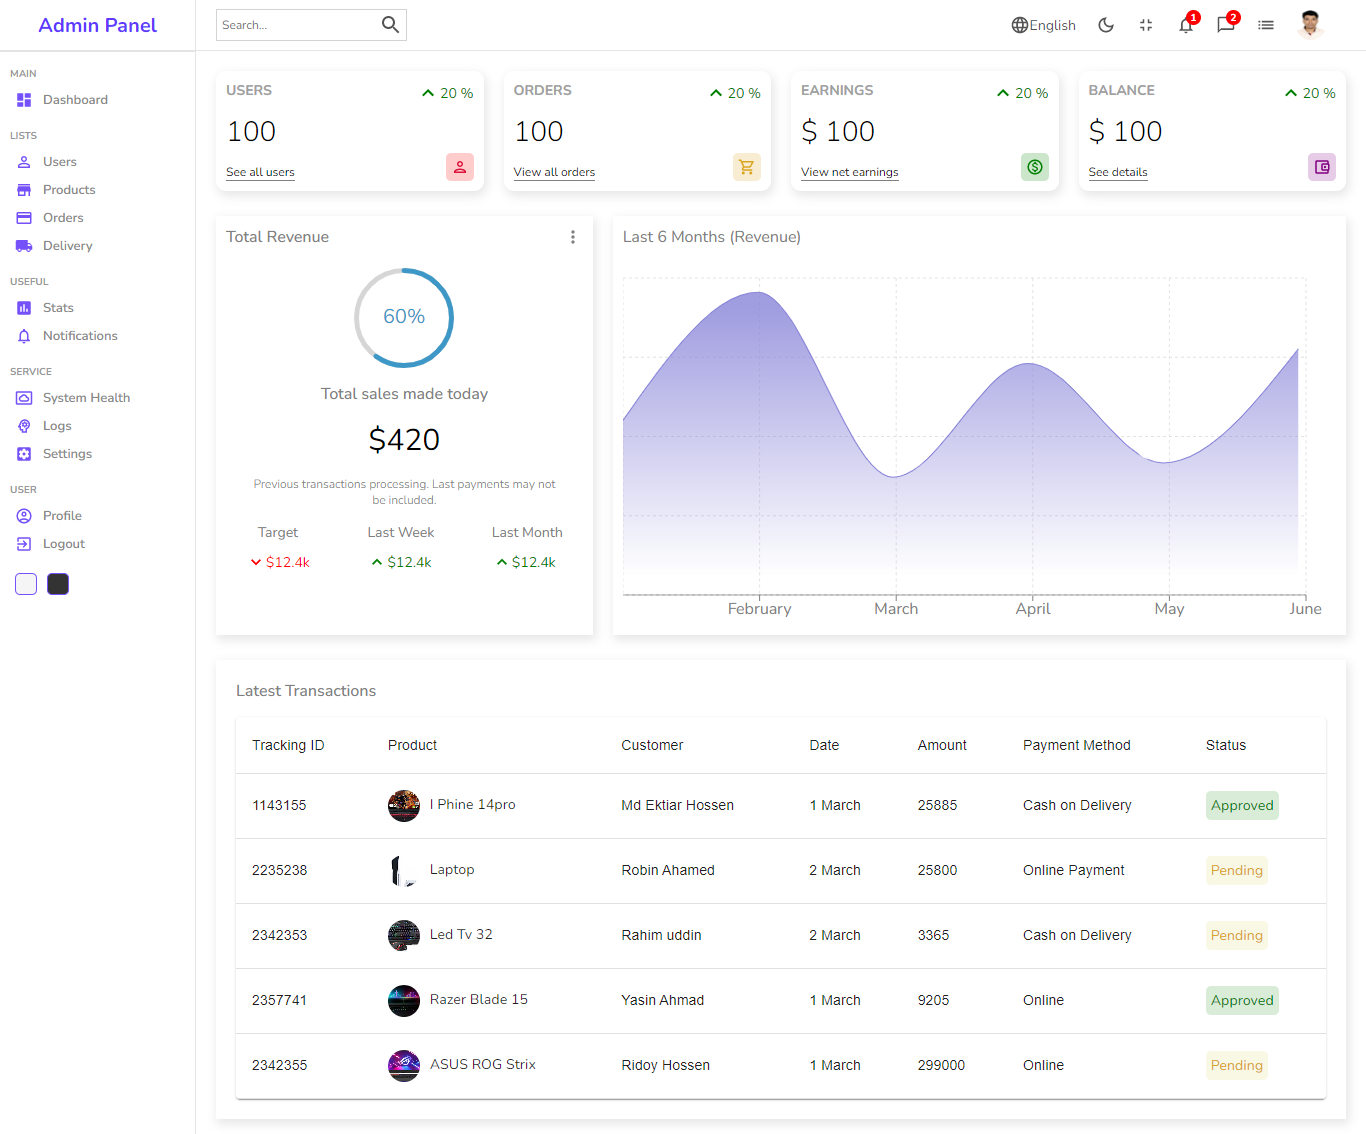 Admin Panel
Search...
English
1
2
MAIN
Dashboard
LISTS
Users
Products
Orders
Delivery
USEFUL
Stats
Notifications
SERVICE
System Health
Logs
Settings
USER
Profile
Logout
USERS
20 %
100
See all users
ORDERS
20 %
100
View all orders
EARNINGS
20 %
$ 100
View net earnings
BALANCE
20 %
$ 100
See details
Total Revenue
60%
Total sales made today
$420
Previous transactions processing. Last payments may not
be included.
Target Last Week Last Month
$12.4k $12.4k $12.4k
Last 6 Months (Revenue)
February March April May June
Latest Transactions
Tracking ID Product Customer Date Amount Payment Method Status
1143155 I Phine 14pro Md Ektiar Hossen 1 March 25885 Cash on Delivery Approved
2235238 Laptop Robin Ahamed 2 March 25800 Online Payment Pending
2342353 Led Tv 32 Rahim uddin 2 March 3365 Cash on Delivery Pending
2357741 Razer Blade 15 Yasin Ahmad 1 March 9205 Online Approved
2342355 ASUS ROG Strix Ridoy Hossen 1 March 299000 Online Pending